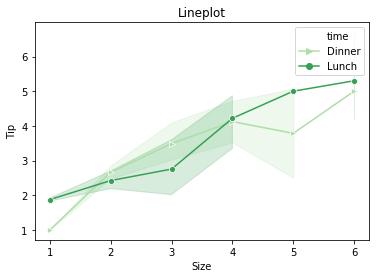 Lineplot
time
Dinner
Lunch
6
5
4
3
2
1
Tip
1 2 3 4 5 6
Size